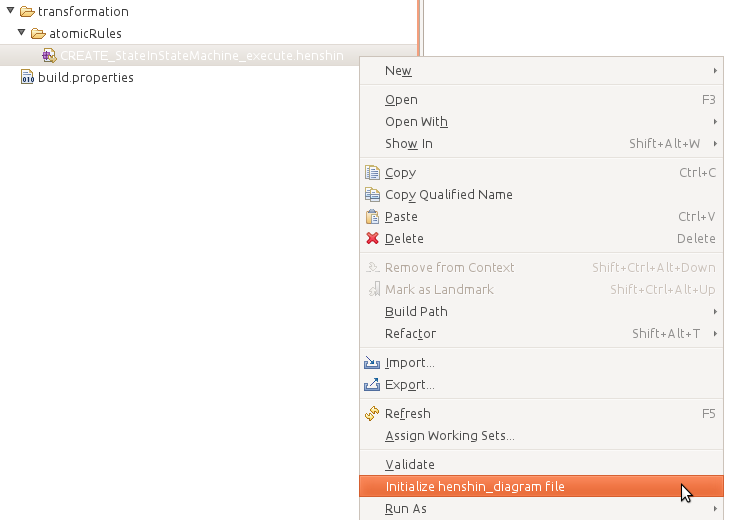 transformation
atomicRules
CREATE_StateInStateMachine_execute.henshin
build.properties
New
Open F3
Open With
Show In Shift+Alt+W
Copy Ctrl+C
Copy Qualified Name
Paste Ctrl+V
Delete Delete
Remove from Context Shift+Ctrl+Alt+Down
Mark as Landmark Shift+Ctrl+Alt+Up
Build Path
Refactor Shift+Alt+T
Import...
Export...
Refresh F5
Assign Working Sets...
Validate
Initialize henshin_diagram file
Run As